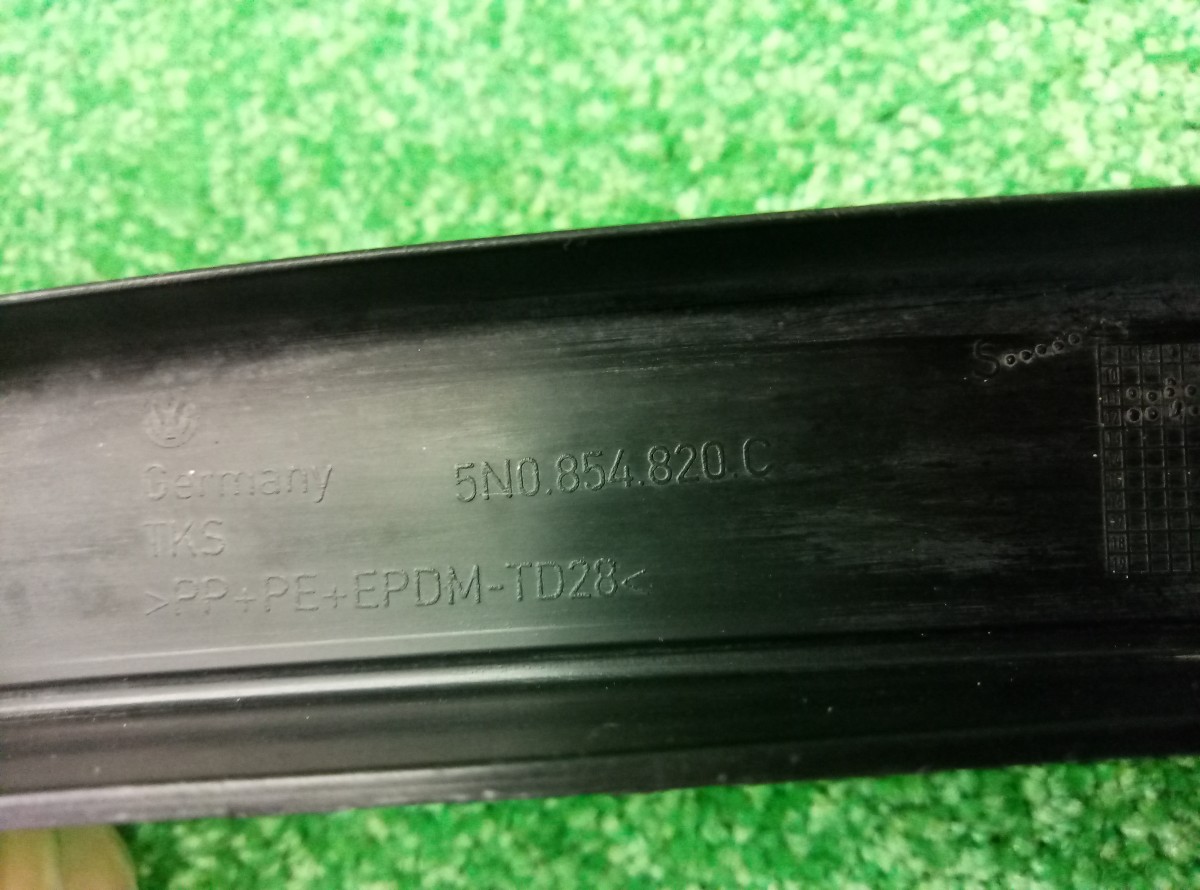 Germany
5N0.854.820.C
TKS
>PP+PE+EPDM-TD28<